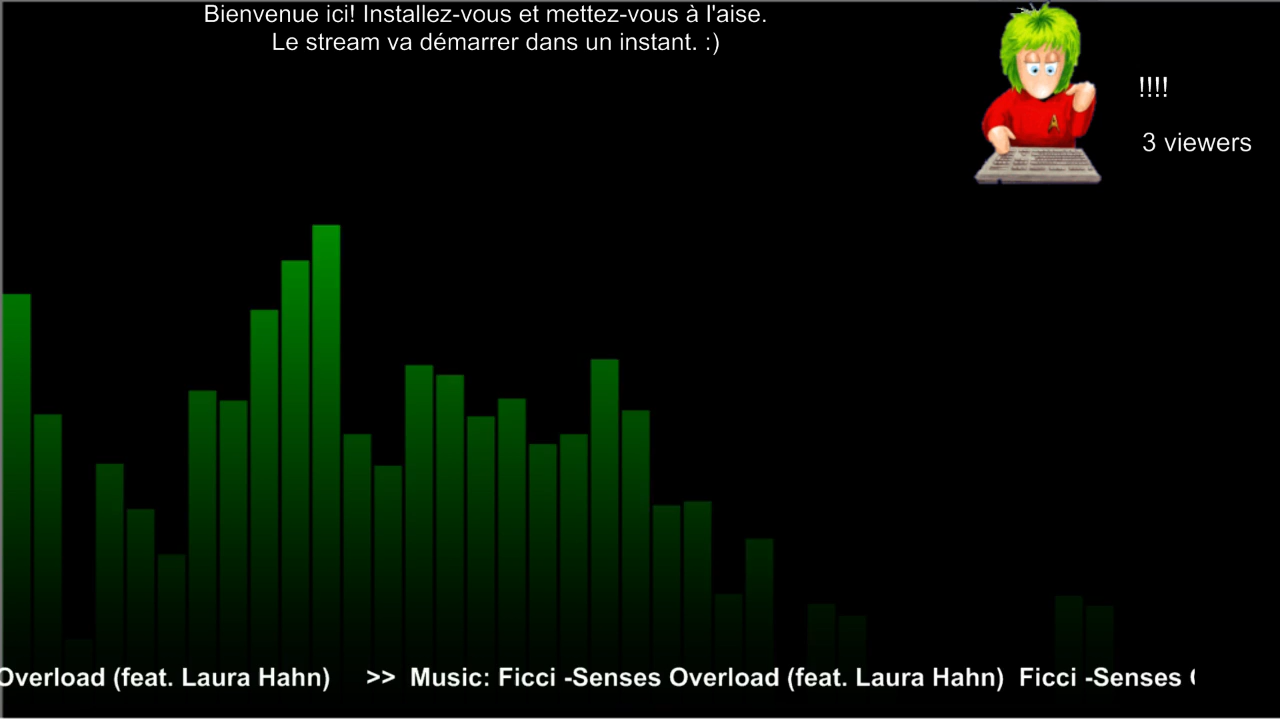 Bienvenue ici! Installez-vous et mettez-vous à l'aise.
Le stream va démarrer dans un instant. :)
!!!!
3 viewers
Overload (feat. Laura Hahn) >> Music: Ficci -Senses Overload (feat. Laura Hahn) Ficci -Senses